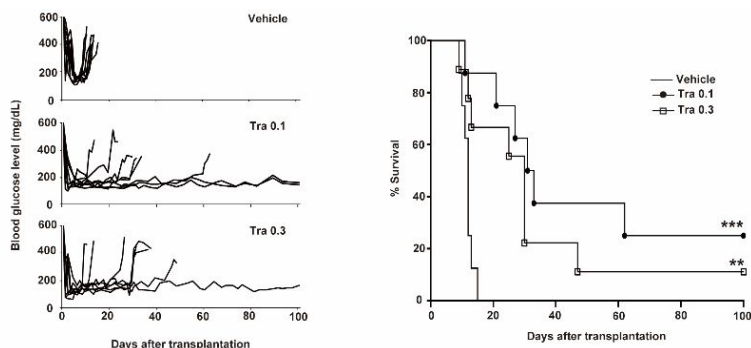 Blood glucose level (mg/dL)
600
400
200
0
Vehicle
600
400
200
0
Tra 0.1
600
400
200
0
Tra 0.3
0 20 40 60 80 100
Days after transplantation
% Survival
100
80
60
40
20
0
Vehicle
Tra 0.1
Tra 0.3
***
**
0 20 40 60 80 100
Days after transplantation